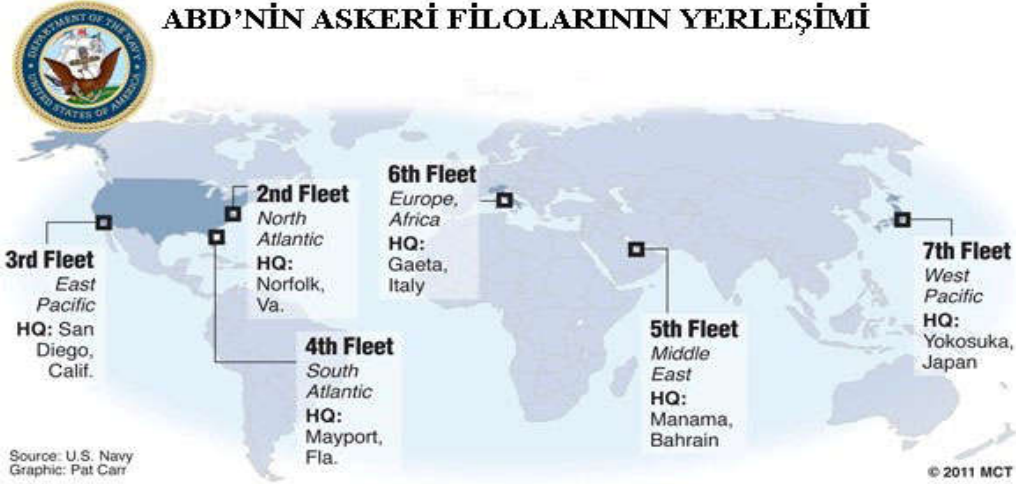 ABD'NİN ASKERİ FİLOLARININ YERLEŞİMİ
DEPARTMENT OF THE NAVY
UNITED STATES OF AMERICA
2nd Fleet
North
Atlantic
HQ:
Norfolk,
Va.
6th Fleet
Europe,
Africa
HQ:
Gaeta,
Italy
3rd Fleet
East
Pacific
HQ: San
Diego,
Calif.
7th Fleet
West
Pacific
HQ:
Yokosuka,
Japan
4th Fleet
South
Atlantic
HQ:
Mayport,
Fla.
5th Fleet
Middle
East
HQ:
Manama,
Bahrain
Source: U.S. Navy
Graphic: Pat Carr
© 2011 MCT